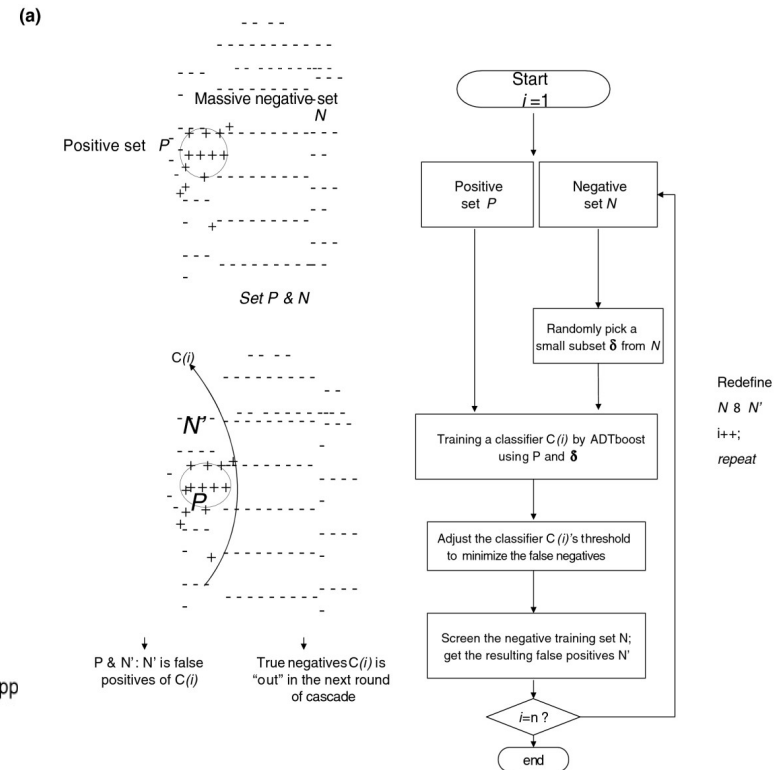 (a)
Massive negative set
N
Positive set P
Set P & N
C(i)
N'
P
P & N': N' is false
positives of C(i)
True negatives C(i) is
"out" in the next round
of cascade
pp
Start
i =1
Positive
set P
Negative
set N
Randomly pick a
small subset δ from N
Training a classifier C(i) by ADTboost
using P and δ
Adjust the classifier C (i)'s threshold
to minimize the false negatives
Screen the negative training set N;
get the resulting false positives N'
i=n ?
end
Redefine
N 8 N'
i++;
repeat